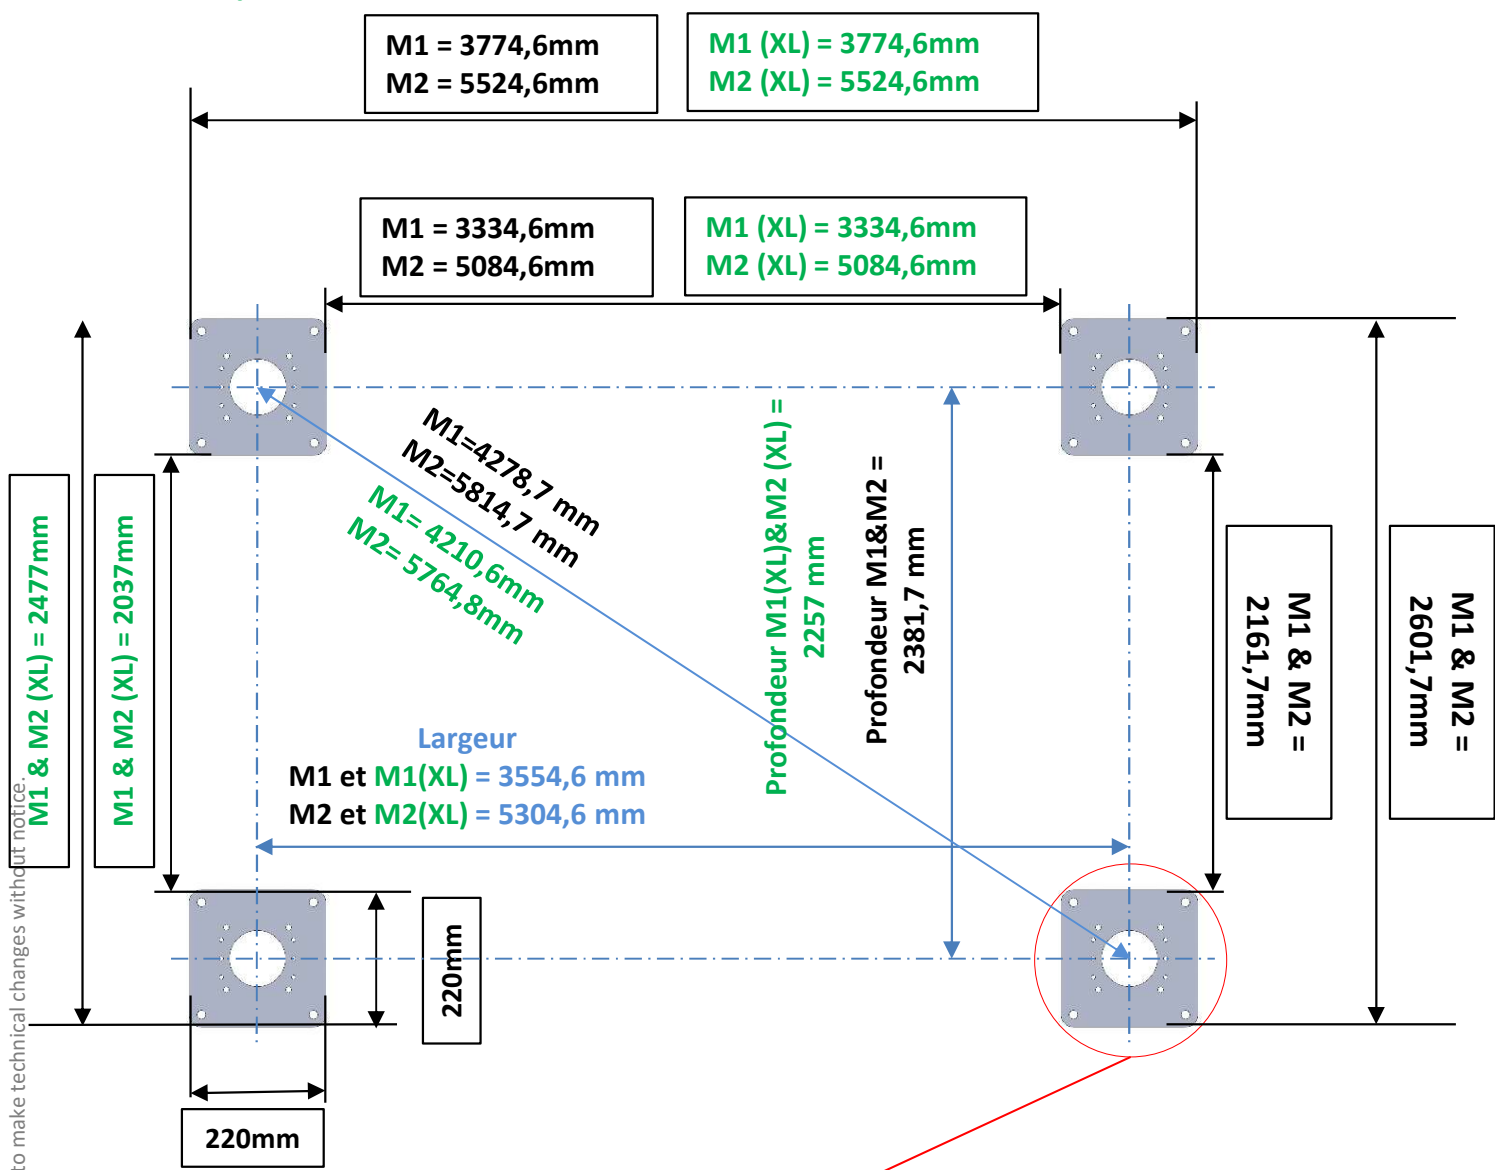 M1 = 3774,6mm
M2 = 5524,6mm
M1 (XL) = 3774,6mm
M2 (XL) = 5524,6mm
M1 = 3334,6mm
M2 = 5084,6mm
M1 (XL) = 3334,6mm
M2 (XL) = 5084,6mm
M1=4278,7 mm
M2=5814,7 mm
M1= 4210,6mm
M2= 5764,8mm
Profondeur M1(XL)&M2 (XL) =
2257 mm
Profondeur M1&M2 =
2381,7 mm
M1 & M2 (XL) = 2477mm
M1 & M2 (XL) = 2037mm
M1 & M2 =
2161,7mm
M1 & M2 =
2601,7mm
Largeur
M1 et M1(XL) = 3554,6 mm
M2 et M2(XL) = 5304,6 mm
220mm
220mm
to make technical changes without notice.